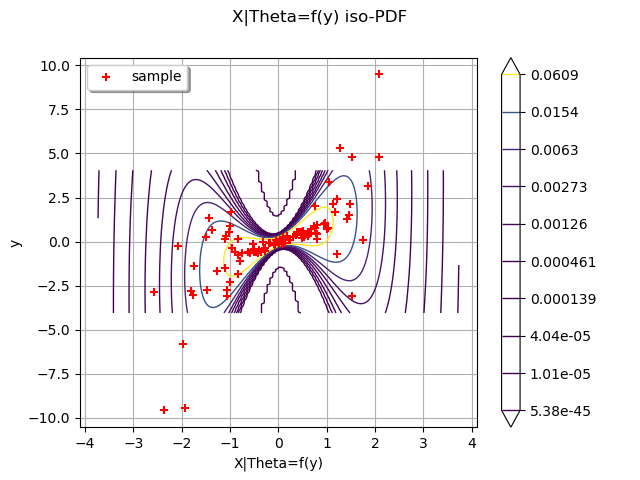 X|Theta=f(y) iso-PDF
sample
10.0
7.5
5.0
2.5
0.0
−2.5
−5.0
−7.5
−10.0
y
−4 −3 −2 −1 0 1 2 3 4
X|Theta=f(y)
0.0609
0.0154
0.0063
0.00273
0.00126
0.000461
0.000139
4.04e-05
1.01e-05
5.38e-45